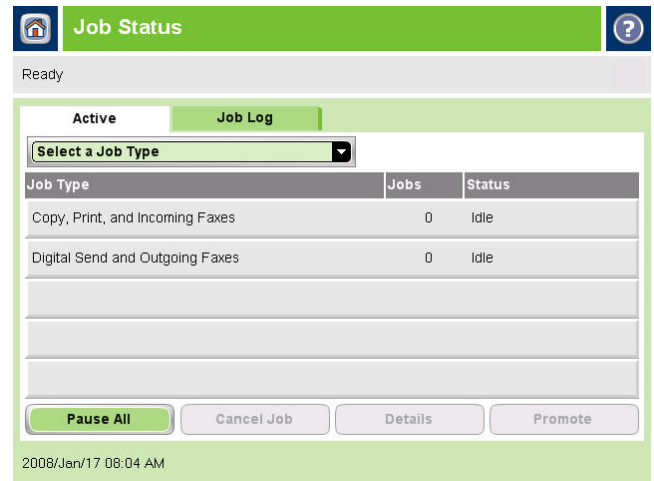 Job Status
?
Ready
Active Job Log
Select a Job Type
Job Type Jobs Status
Copy, Print, and Incoming Faxes 0 Idle
Digital Send and Outgoing Faxes 0 Idle
Pause All Cancel Job Details Promote
2008/Jan/17 08:04 AM